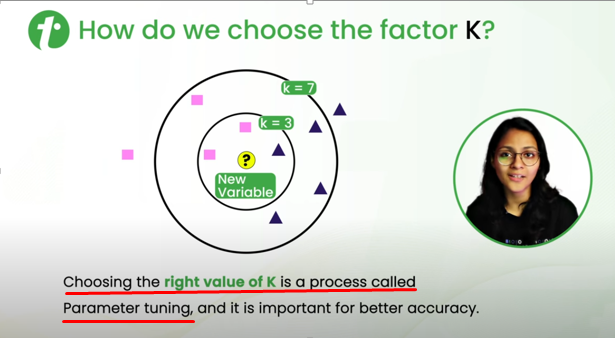 How do we choose the factor K?
k = 7
k = 3
?
New
Variable
Choosing the right value of K is a process called
Parameter tuning, and it is important for better accuracy.